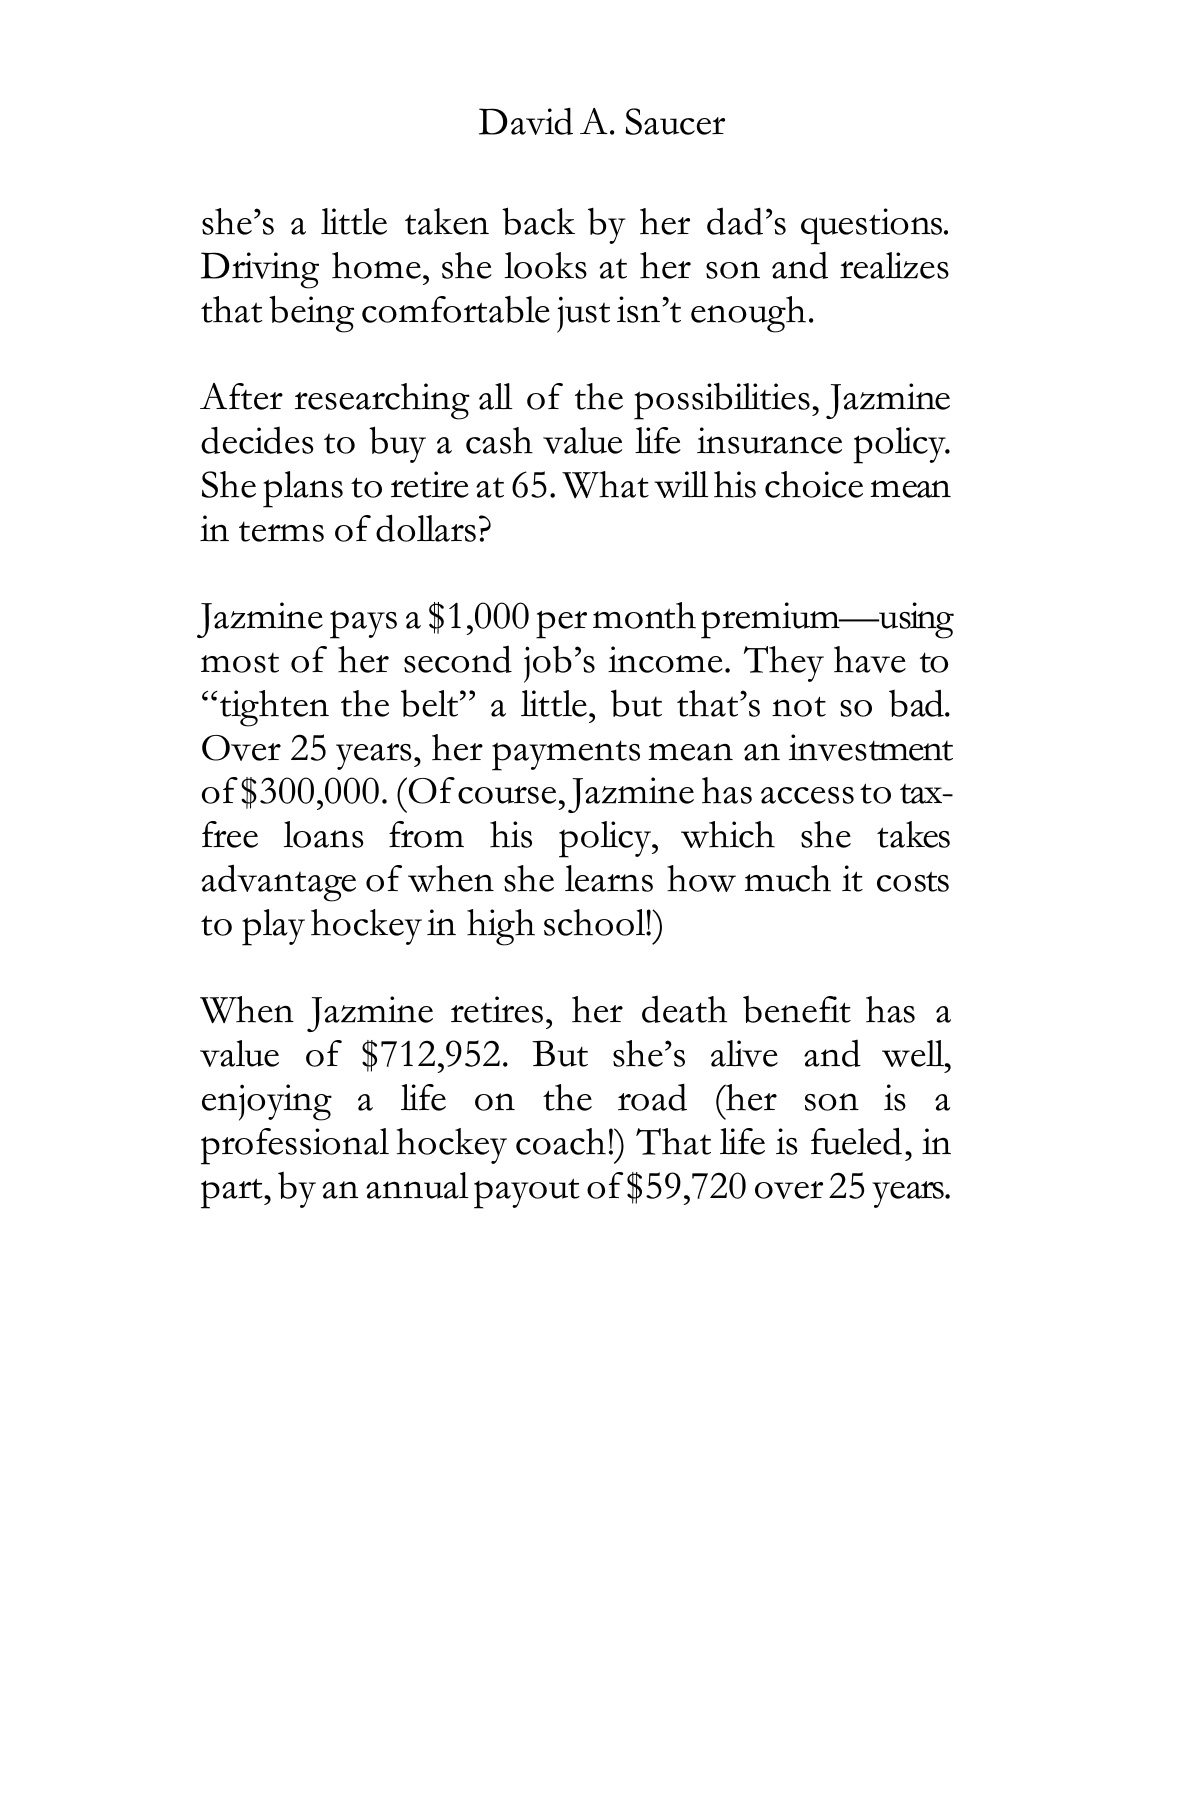 David A. Saucer
she’s a little taken back by her dad’s questions.
Driving home, she looks at her son and realizes
that being comfortable just isn’t enough.
After researching all of the possibilities, Jazmine
decides to buy a cash value life insurance policy.
She plans to retire at 65. What will his choice mean
in terms of dollars?
Jazmine pays a $1,000 per month premium—using
most of her second job’s income. They have to
“tighten the belt” a little, but that’s not so bad.
Over 25 years, her payments mean an investment
of $300,000. (Of course, Jazmine has access to tax-
free loans from his policy, which she takes
advantage of when she learns how much it costs
to play hockey in high school!)
When Jazmine retires, her death benefit has a
value of $712,952. But she’s alive and well,
enjoying a life on the road (her son is a
professional hockey coach!) That life is fueled, in
part, by an annual payout of $59,720 over 25 years.